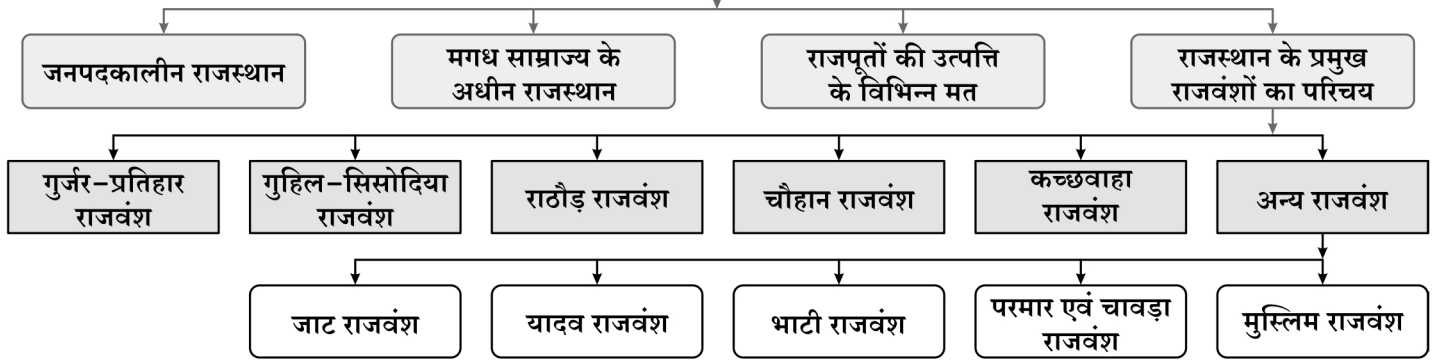 जनपदकालीन राजस्थान
मगध साम्राज्य के
अधीन राजस्थान
राजपूतों की उत्पत्ति
के विभिन्न मत
राजस्थान के प्रमुख
राजवंशों का परिचय
गुर्जर-प्रतिहार
राजवंश
गुहिल-सिसोदिया
राजवंश
राठौड़ राजवंश
चौहान राजवंश
कच्छवाहा
राजवंश
अन्य राजवंश
जाट राजवंश
यादव राजवंश
भाटी राजवंश
परमार एवं चावड़ा
राजवंश
मुस्लिम राजवंश